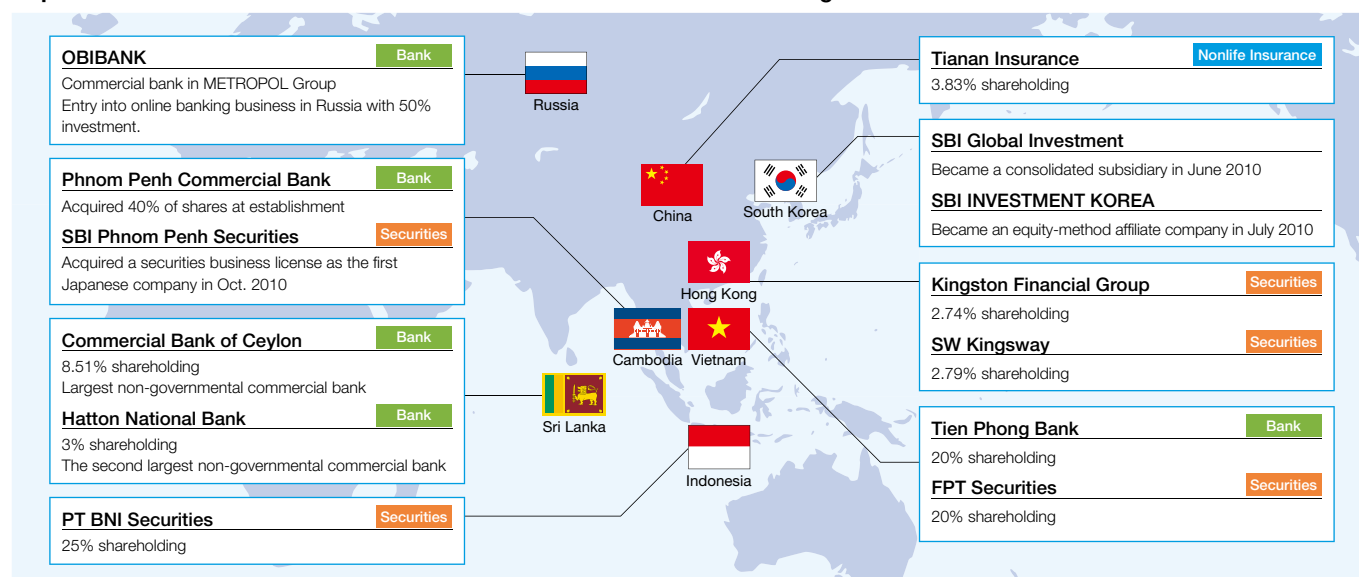 OBIBANK
Bank
Commercial bank in METROPOL Group
Entry into online banking business in Russia with 50%
investment.
Phnom Penh Commercial Bank
Bank
Acquired 40% of shares at establishment
SBI Phnom Penh Securities
Securities
Acquired a securities business license as the first
Japanese company in Oct. 2010
Commercial Bank of Ceylon
Bank
8.51% shareholding
Largest non-governmental commercial bank
Hatton National Bank
Bank
3% shareholding
The second largest non-governmental commercial bank
PT BNI Securities
Securities
25% shareholding
Russia
China
South Korea
Hong Kong
Cambodia
Vietnam
Sri Lanka
Indonesia
Tianan Insurance
Nonlife Insurance
3.83% shareholding
SBI Global Investment
Became a consolidated subsidiary in June 2010
SBI INVESTMENT KOREA
Became an equity-method affiliate company in July 2010
Kingston Financial Group
Securities
2.74% shareholding
SW Kingsway
Securities
2.79% shareholding
Tien Phong Bank
Bank
20% shareholding
FPT Securities
Securities
20% shareholding